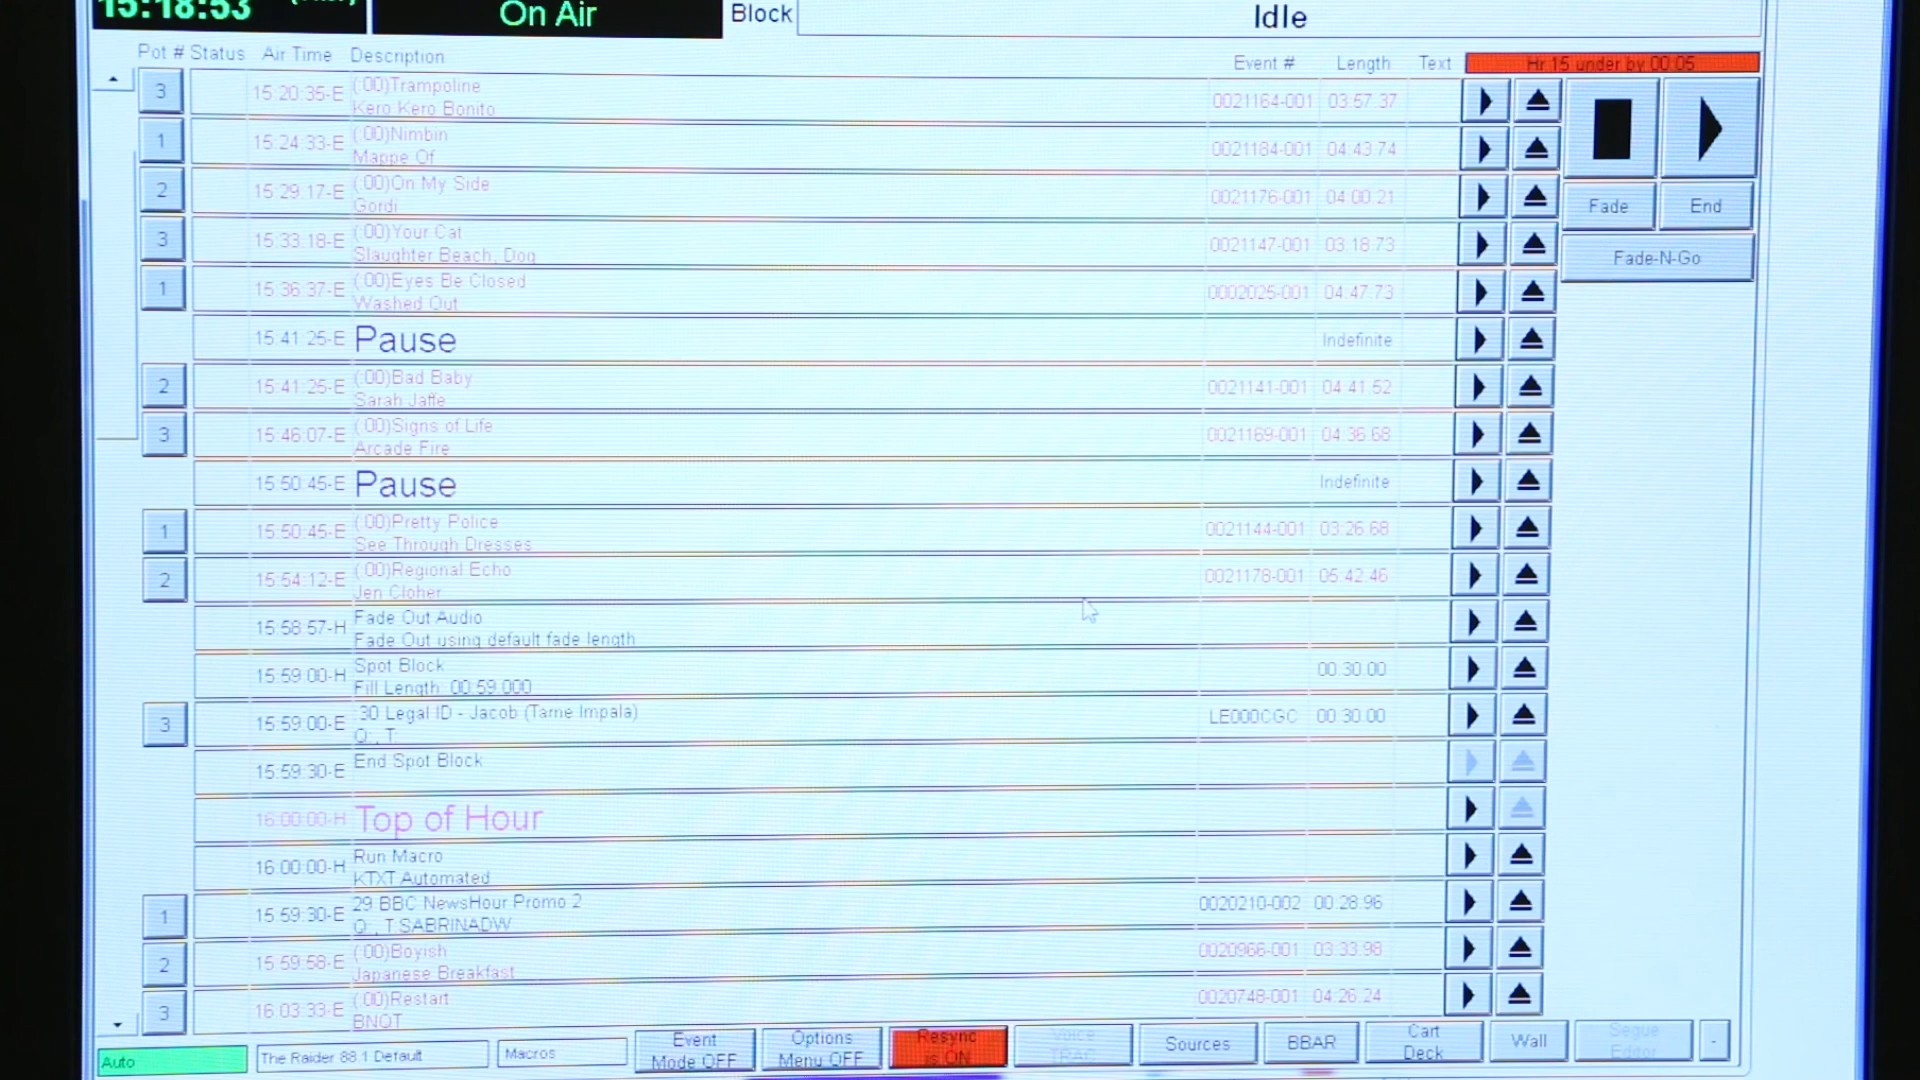 15:18:53
On Air
Block
Idle
Pot # Status Air Time Description Event # Length Text
Hr 15 under by 00:05
3 15:20:35-E (:00)Trampoline 0021164-001 03:57.37
Kero Kero Bonito
1 15:24:33-E (:00)Nimbin 0021184-001 04:43.74
Mappe Of
2 15:29:17-E (:00)On My Side 0021176-001 04:00.21
Gordi
Fade End
3 15:33:18-E (:00)Your Cat 0021147-001 03:18.73
Slaughter Beach, Dog
Fade-N-Go
1 15:36:37-E (:00)Eyes Be Closed 0002025-001 04:47.73
Washed Out
15:41:25-E Pause Indefinite
2 15:41:25-E (:00)Bad Baby 0021141-001 04:41.52
Sarah Jaffe
3 15:46:07-E (:00)Signs of Life 0021169-001 04:36.68
Arcade Fire
15:50:45-E Pause Indefinite
1 15:50:45-E (:00)Pretty Police 0021144-001 03:26.68
See Through Dresses
2 15:54:12-E (:00)Regional Echo 0021178-001 05:42.46
Jen Cloher
15:58:57-H Fade Out Audio
Fade Out using default fade length
15:59:00-H Spot Block 00:30.00
Fill Length: 00:59.000
3 15:59:00-E :30 Legal ID - Jacob (Tame Impala) LE000CGC 00:30.00
Q: , T:
15:59:30-E End Spot Block
16:00:00-H Top of Hour
16:00:00-H Run Macro
KTXT Automated
1 15:59:30-E 29 BBC NewsHour Promo 2 0020210-002 00:28.96
Q: , T:SABRINADW
2 15:59:58-E (:00)Boyish 0020966-001 03:33.98
Japanese Breakfast
3 16:03:33-E (:00)Restart 0020748-001 04:26.24
BNQT
Auto
The Raider 88.1 Default
Macros
Event
Mode OFF
Options
Menu OFF
Resync
is ON
Voice
TRAC
Sources
BBAR
Cart
Deck
Wall
Segue
Editor
-